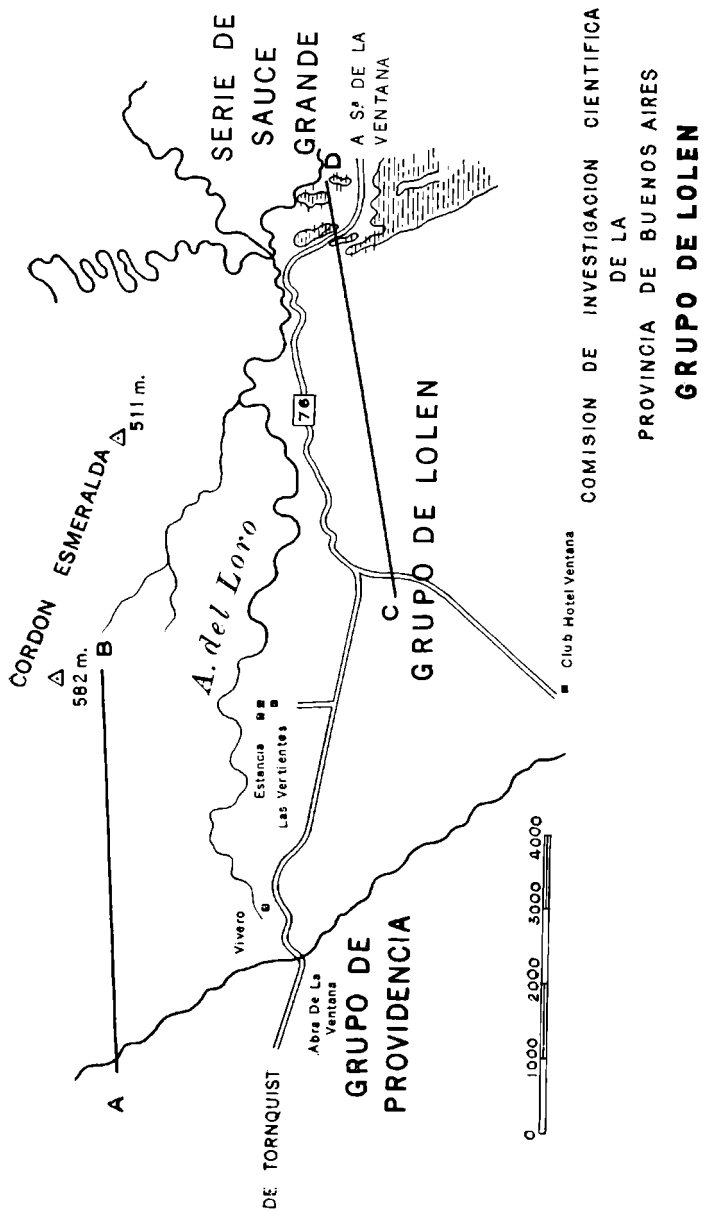 CORDON ESMERALDA
582 m.
511 m.
A
B
A. del Loro
SERIE DE
SAUCE
GRANDE
D
A Sª DE LA
VENTANA
76
Estancia
Las Vertientes
Vivero
C
GRUPO DE LOLEN
DE TORNQUIST
Abra De La
Ventana
GRUPO DE
PROVIDENCIA
Club Hotel Ventana
0 1000 2000 3000 4000
COMISION DE INVESTIGACION CIENTIFICA
DE LA
PROVINCIA DE BUENOS AIRES
GRUPO DE LOLEN